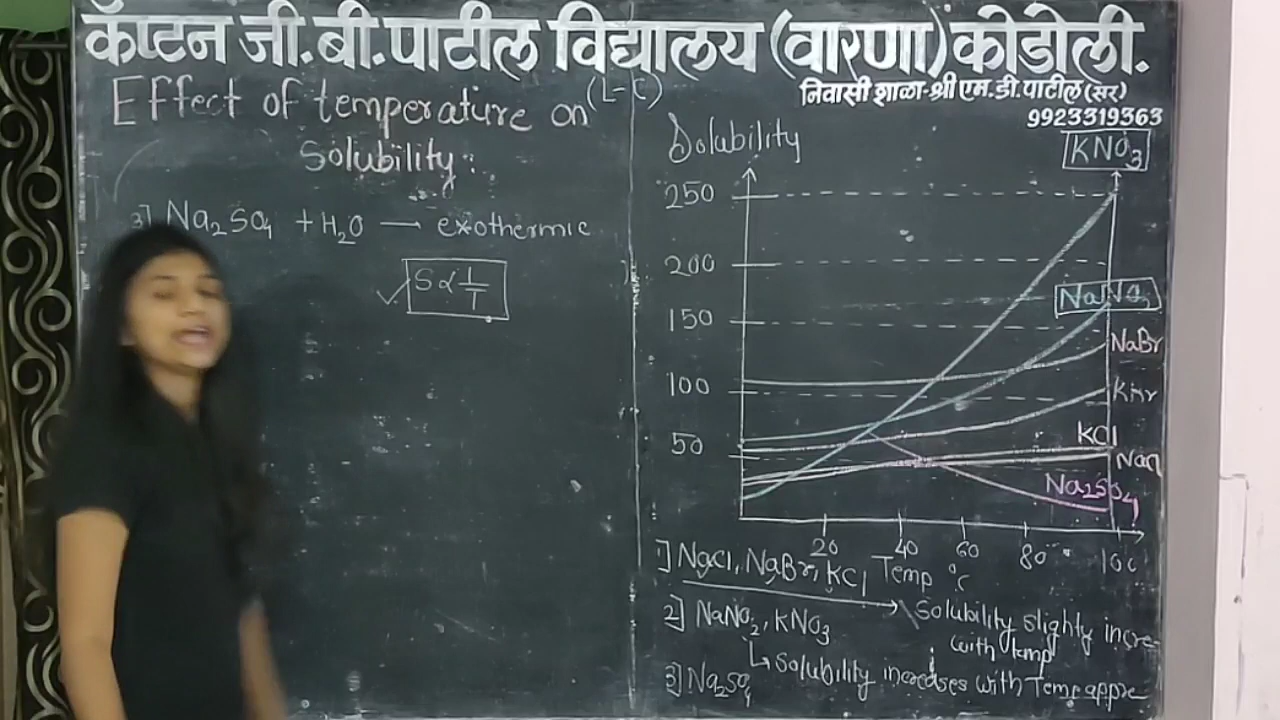 कॅप्टन जी.बी.पाटील विद्यालय (वारणा) कोडोली.
निवासी शाळा-श्री एम.डी.पाटील (सर)
9923319363
Effect of temperature on (L-C)
Solubility:
3] Na₂SO₄ + H₂O → exothermic
✓ S∝1/T
Solubility
KNO₃
250
200
NaNO₃
150
NaBr
100
KBr
KCl
50
NaCl
Na₂SO₄
20 40 60 80 100
Temp °C
1] NaCl, NaBr, KCl → Solubility slighty incre-
with temp
2] NaNO₂, KNO₃
↳ Solubility increases with Temp appre
3] Na₂SO₄